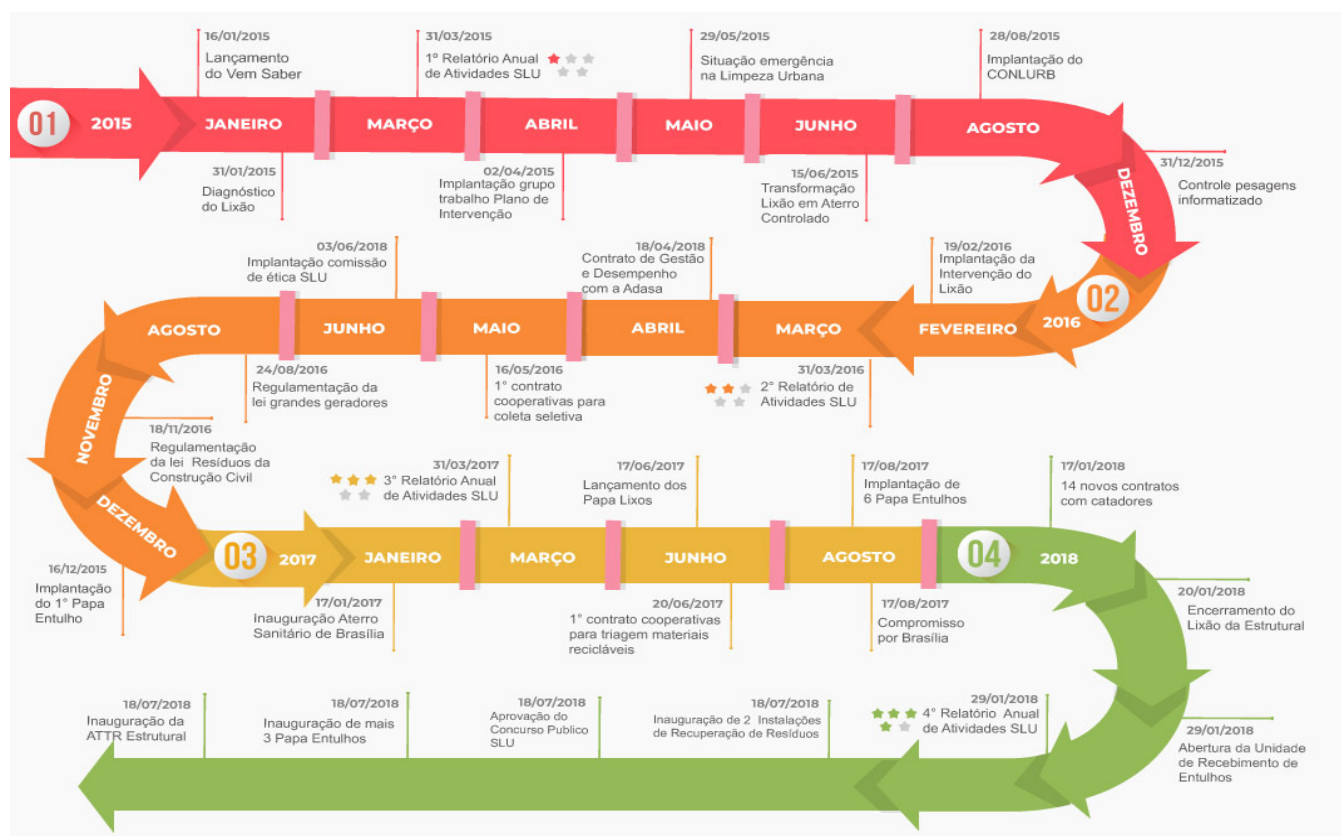 16/01/2015
Lançamento
do Vem Saber
31/03/2015
1º Relatório Anual
de Atividades SLU
29/05/2015
Situação emergência
na Limpeza Urbana
28/08/2015
Implantação do
CONLURB
01
2015
JANEIRO
MARÇO
ABRIL
MAIO
JUNHO
AGOSTO
DEZEMBRO
31/01/2015
Diagnóstico
do Lixão
02/04/2015
Implantação grupo
trabalho Plano de
Intervenção
15/06/2015
Transformação
Lixão em Aterro
Controlado
31/12/2015
Controle pesagens
informatizado
03/06/2018
Implantação comissão
de ética SLU
18/04/2018
Contrato de Gestão
e Desempenho
com a Adasa
19/02/2016
Implantação da
Intervenção do
Lixão
02
2016
FEVEREIRO
MARÇO
ABRIL
MAIO
JUNHO
AGOSTO
NOVEMBRO
DEZEMBRO
31/03/2016
2° Relatório de
Atividades SLU
16/05/2016
1° contrato
cooperativas para
coleta seletiva
24/08/2016
Regulamentação da
lei grandes geradores
18/11/2016
Regulamentação
da lei Resíduos da
Construção Civil
16/12/2015
Implantação
do 1° Papa
Entulho
31/03/2017
3° Relatório Anual
de Atividades SLU
17/06/2017
Lançamento dos
Papa Lixos
17/08/2017
Implantação de
6 Papa Entulhos
17/01/2018
14 novos contratos
com catadores
03
2017
JANEIRO
MARÇO
JUNHO
AGOSTO
04
2018
17/01/2017
Inauguração Aterro
Sanitário de Brasília
20/06/2017
1° contrato cooperativas
para triagem materiais
recicláveis
17/08/2017
Compromisso
por Brasília
20/01/2018
Encerramento do
Lixão da Estrutural
29/01/2018
Abertura da Unidade
de Recebimento de
Entulhos
29/01/2018
4° Relatório Anual
de Atividades SLU
18/07/2018
Inauguração de 2 Instalações
de Recuperação de Resíduos
18/07/2018
Aprovação do
Concurso Publico
SLU
18/07/2018
Inauguração de mais
3 Papa Entulhos
18/07/2018
Inauguração da
ATTR Estrutural